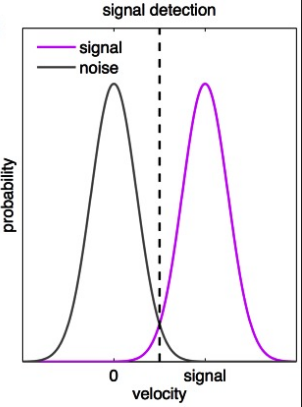 signal detection
signal
noise
probability
0 signal
velocity